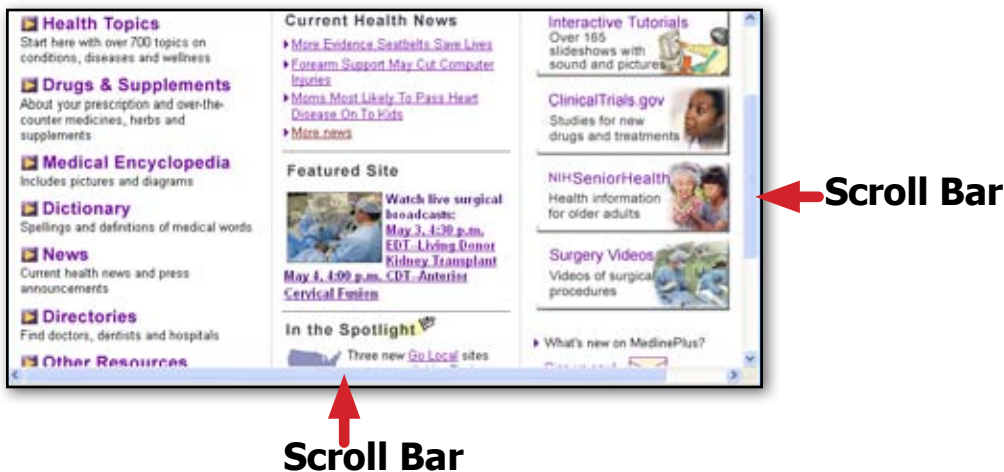 Health Topics
Start here with over 700 topics on
conditions, diseases and wellness
Drugs & Supplements
About your prescription and over-the-
counter medicines, herbs and
supplements
Medical Encyclopedia
Includes pictures and diagrams
Dictionary
Spellings and definitions of medical words
News
Current health news and press
announcements
Directories
Find doctors, dentists and hospitals
Other Resources
Current Health News
More Evidence Seatbelts Save Lives
Forearm Support May Cut Computer
Injuries
Moms Most Likely To Pass Heart
Disease On To Kids
More news
Featured Site
Watch live surgical
broadcasts:
May 3, 4:30 p.m.
EDT--Living Donor
Kidney Transplant
May 4, 4:00 p.m. CDT--Anterior
Cervical Fusion
In the Spotlight
Three new Go Local sites
Interactive Tutorials
Over 165
slideshows with
sound and pictures
ClinicalTrials.gov
Studies for new
drugs and treatments
NIHSeniorHealth
Health information
for older adults
Surgery Videos
Videos of surgical
procedures
What's new on MedlinePlus?
Scroll Bar
Scroll Bar